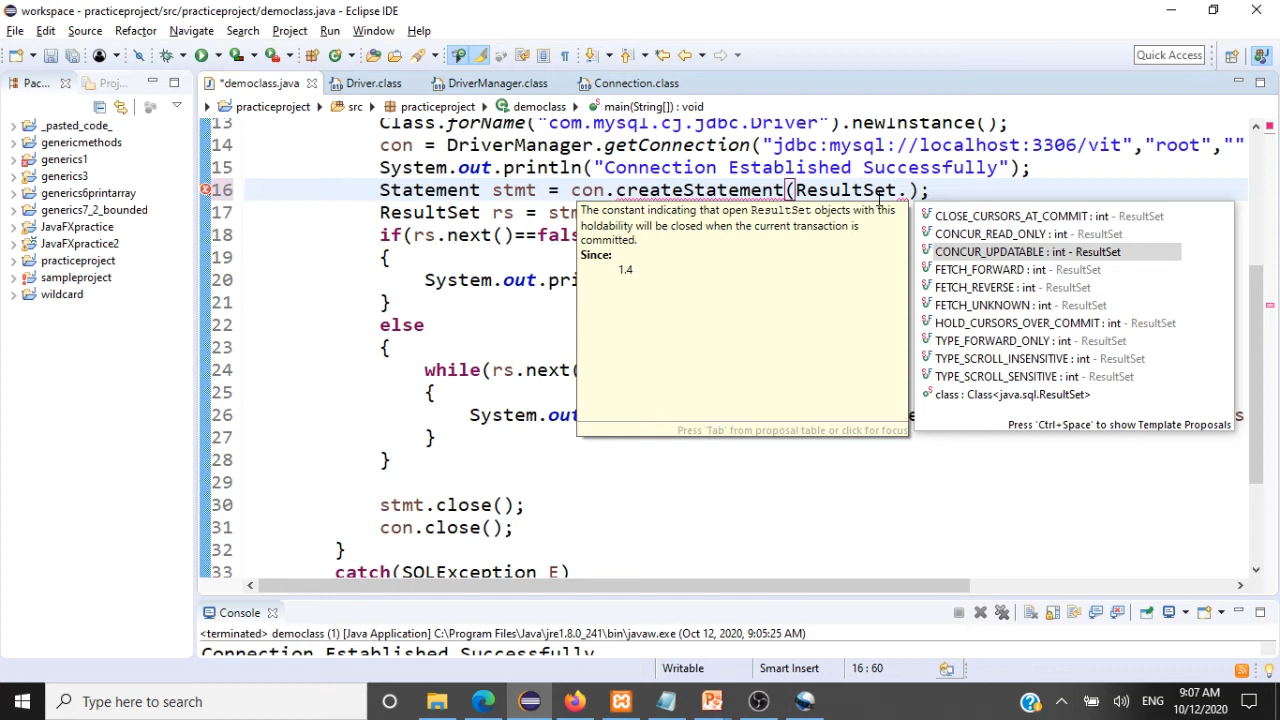 workspace - practiceproject/src/practiceproject/democlass.java - Eclipse IDE
File Edit Source Refactor Navigate Search Project Run Window Help
Quick Access
Pac... Proj...
*democlass.java Driver.class DriverManager.class Connection.class
practiceproject src practiceproject democlass main(String[]) : void
_pasted_code_
genericmethods
generics1
generics3
generics6printarray
generics7_2_bounded
JavaFXpractice
JavaFXpractice2
practiceproject
sampleproject
wildcard
13 Class.forName("com.mysql.cj.jdbc.Driver").newInstance();
14 con = DriverManager.getConnection("jdbc:mysql://localhost:3306/vit","root",""
15 System.out.println("Connection Established Successfully");
16 Statement stmt = con.createStatement(ResultSet.);
17 ResultSet rs = stm
18 if(rs.next()==fals
19 {
20 System.out.pri
21 }
22 else
23 {
24 while(rs.next(
25 {
26 System.out s
27 }
28 }
29
30 stmt.close();
31 con.close();
32 }
33 catch(SQLException E)
The constant indicating that open ResultSet objects with this
holdability will be closed when the current transaction is
committed.
Since:
1.4
Press 'Tab' from proposal table or click for focus
CLOSE_CURSORS_AT_COMMIT : int - ResultSet
CONCUR_READ_ONLY : int - ResultSet
CONCUR_UPDATABLE : int - ResultSet
FETCH_FORWARD : int - ResultSet
FETCH_REVERSE : int - ResultSet
FETCH_UNKNOWN : int - ResultSet
HOLD_CURSORS_OVER_COMMIT : int - ResultSet
TYPE_FORWARD_ONLY : int - ResultSet
TYPE_SCROLL_INSENSITIVE : int - ResultSet
TYPE_SCROLL_SENSITIVE : int - ResultSet
class : Class<java.sql.ResultSet>
Press 'Ctrl+Space' to show Template Proposals
Console
<terminated> democlass (1) [Java Application] C:\Program Files\Java\jre1.8.0_241\bin\javaw.exe (Oct 12, 2020, 9:05:25 AM)
Connection Established Successfully
Writable Smart Insert 16 : 60
Type here to search
ENG
9:07 AM
10/12/2020